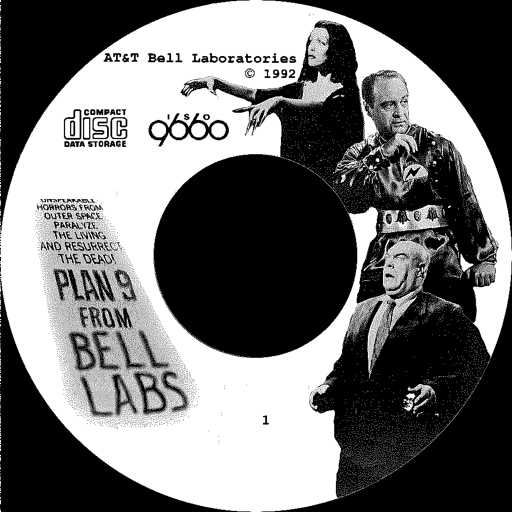 AT&T Bell Laboratories
© 1992
COMPACT
disc
DATA STORAGE
ISO
9660
UNSPEAKABLE
HORRORS FROM
OUTER SPACE
PARALYZE
THE LIVING
AND RESURRECT
THE DEAD!
PLAN 9
FROM
BELL
LABS
1